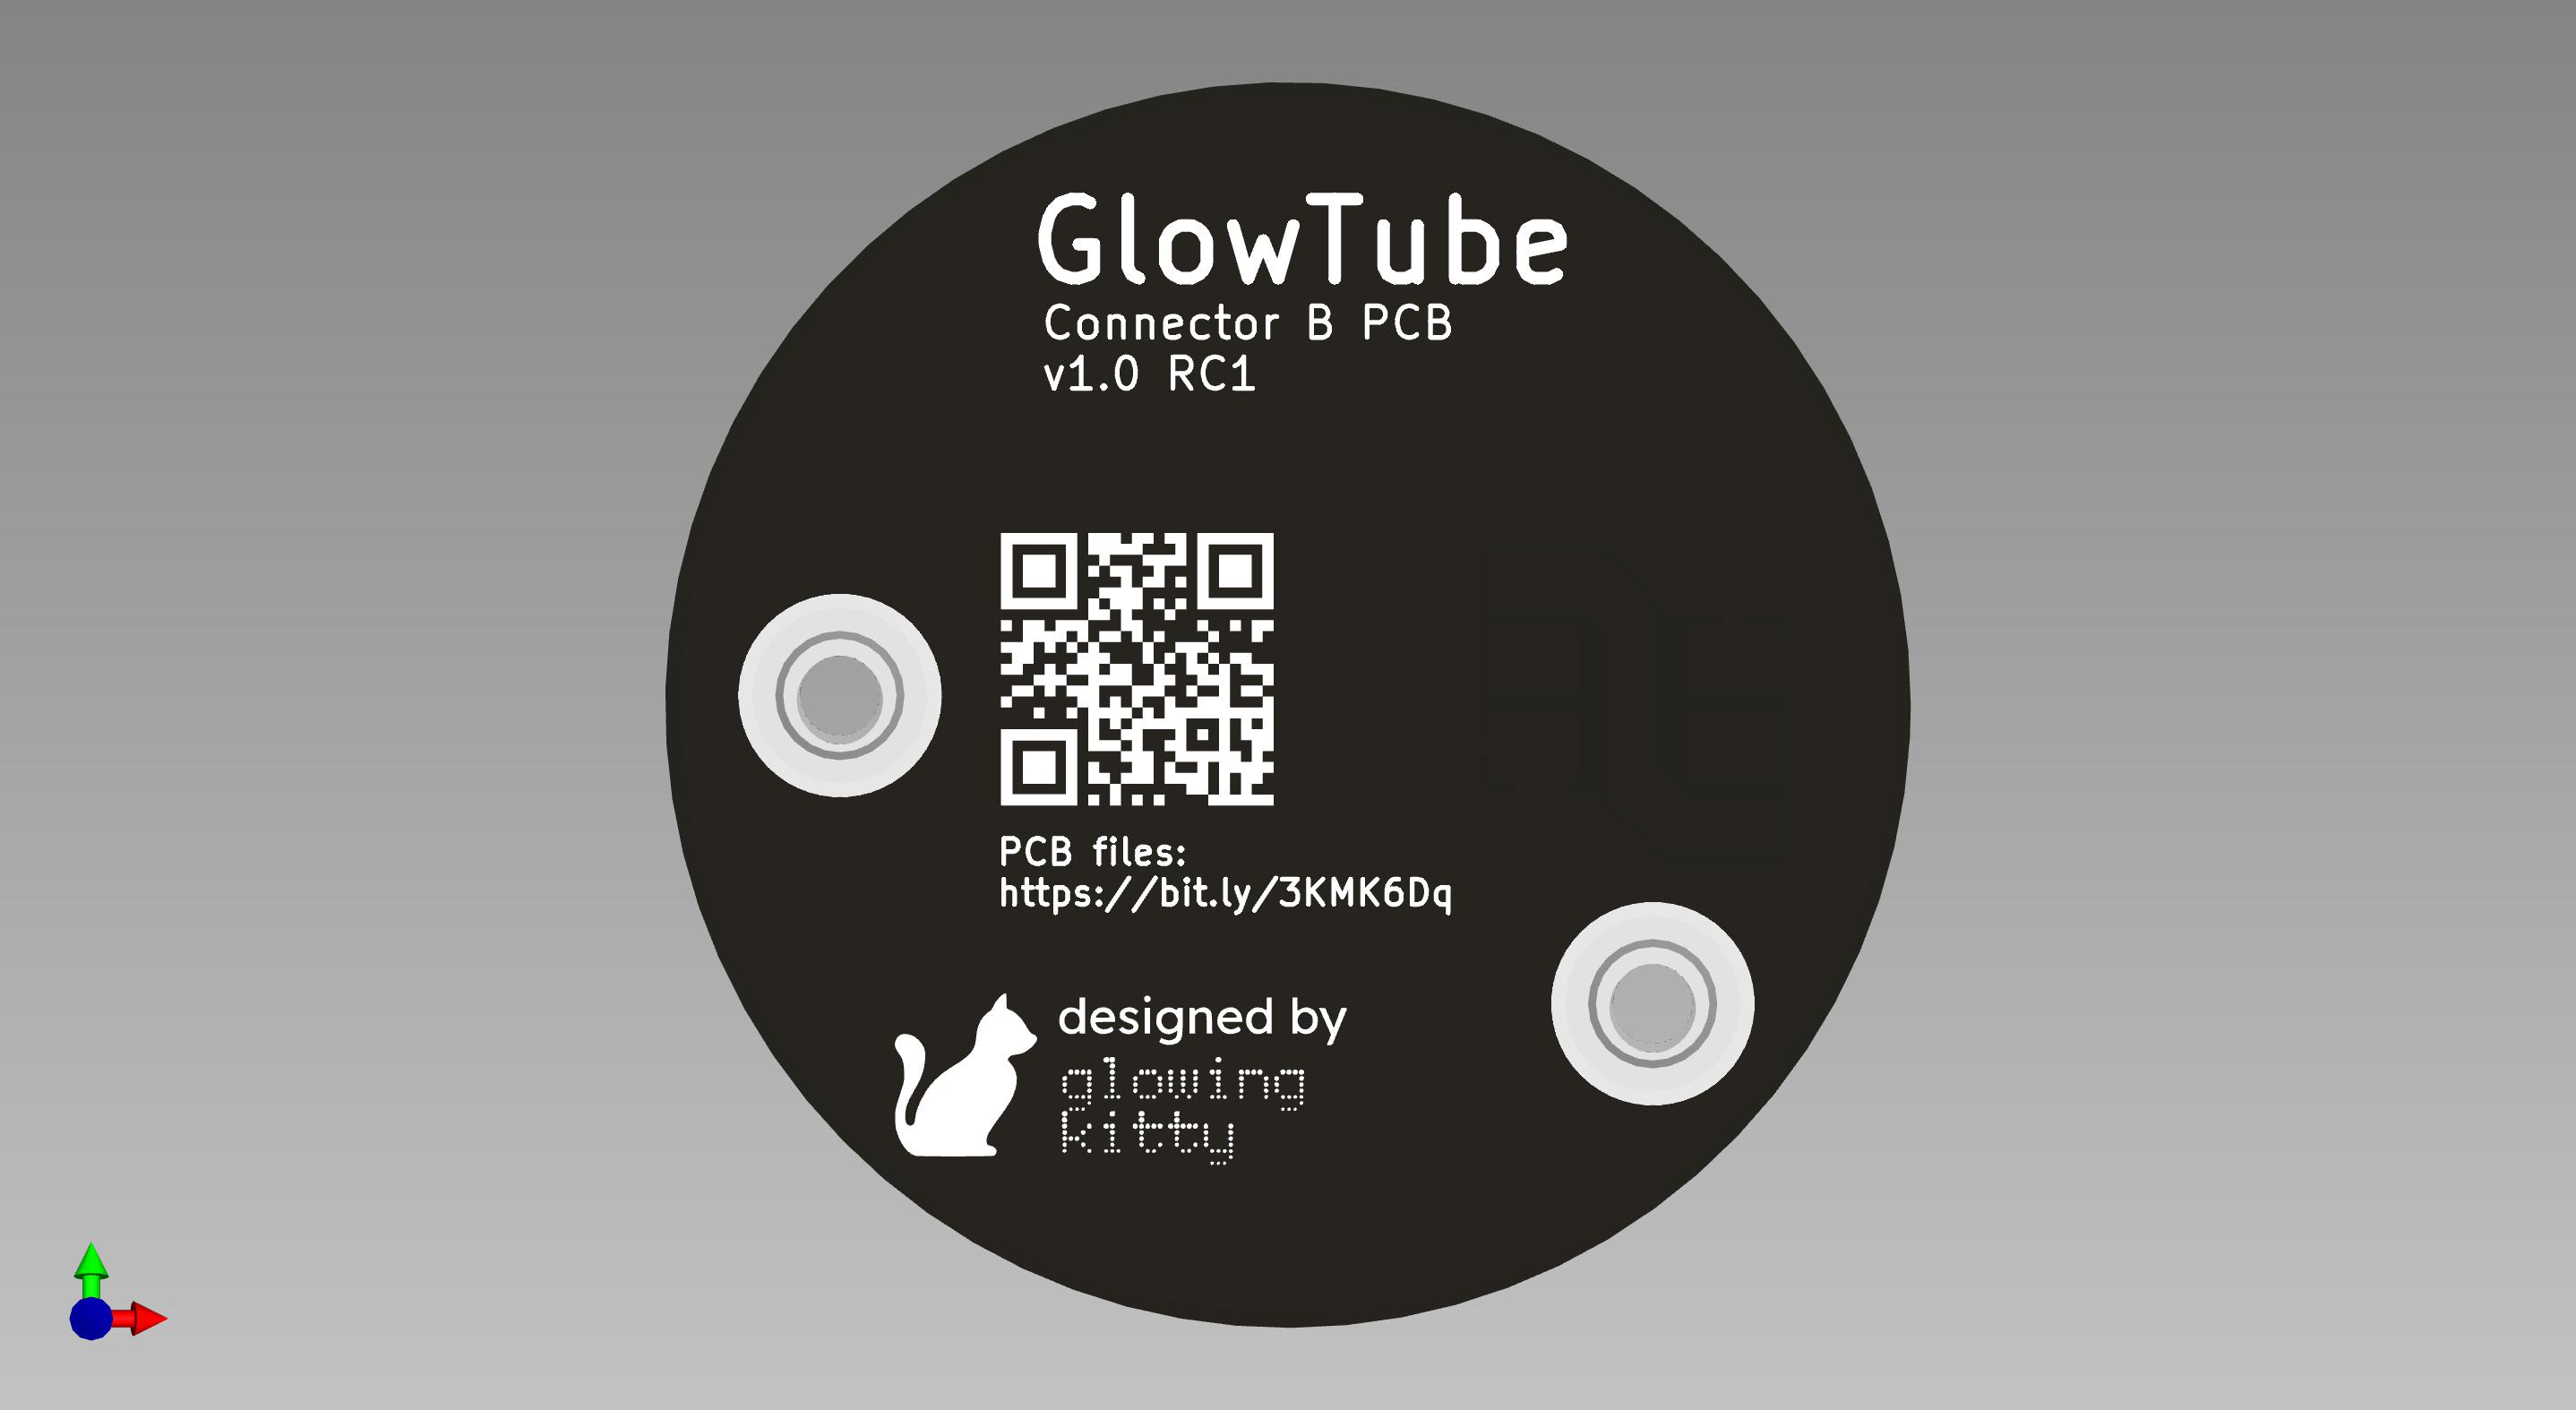 GlowTube
Connector B PCB
v1.0 RC1
PCB files:
https://bit.ly/3KMK6Dq
designed by
glowing
kitty